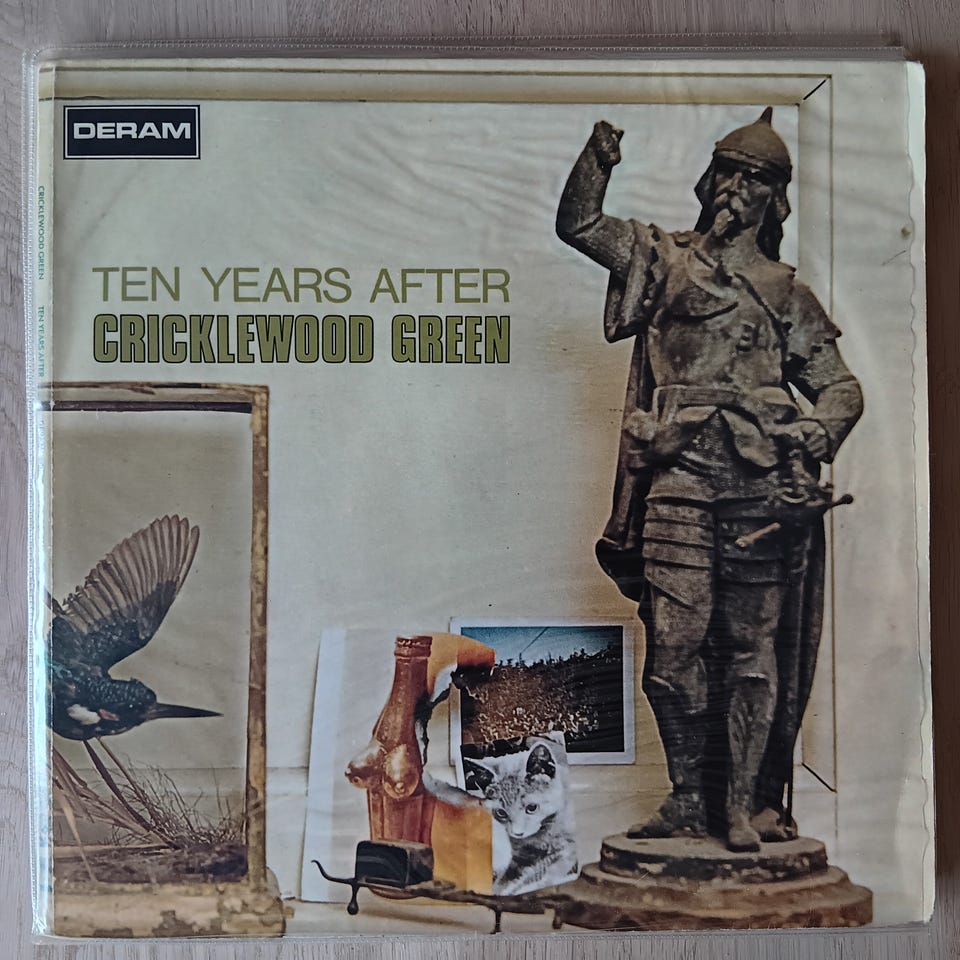 DERAM
TEN YEARS AFTER
CRICKLEWOOD GREEN
CRICKLEWOOD GREEN TEN YEARS AFTER